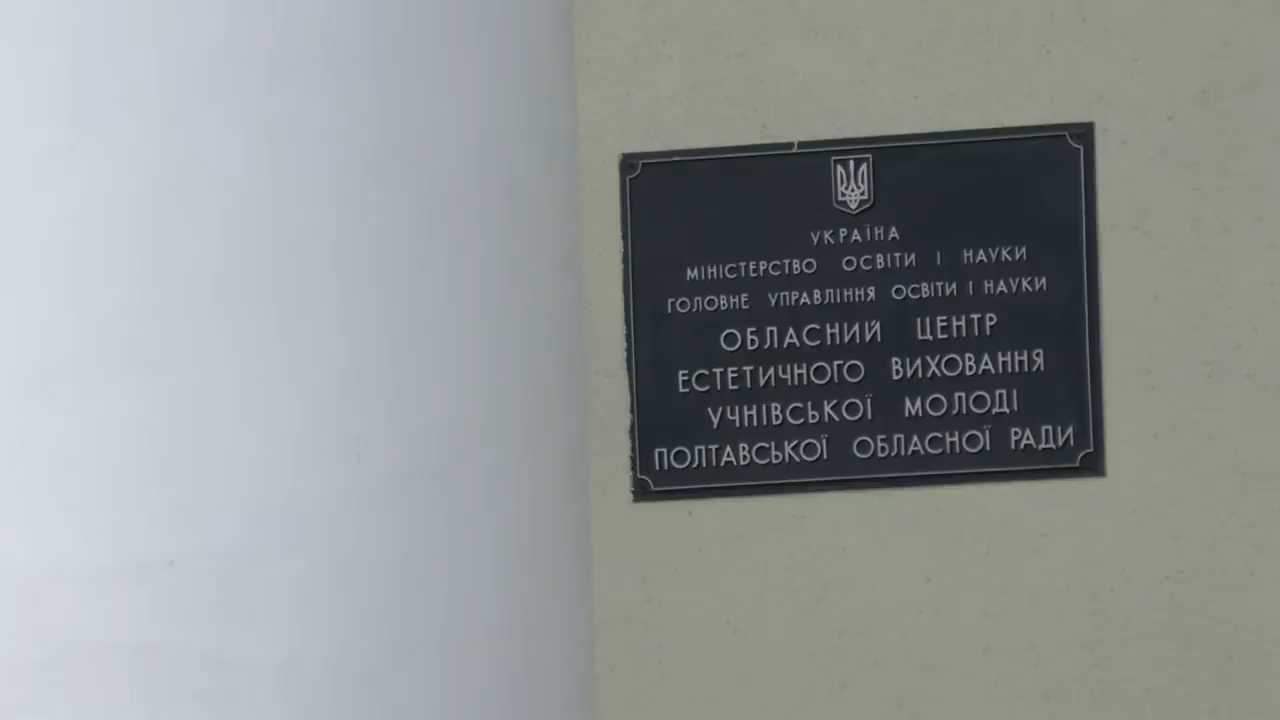 УКРАЇНА
МІНІСТЕРСТВО ОСВІТИ І НАУКИ
ГОЛОВНЕ УПРАВЛІННЯ ОСВІТИ І НАУКИ
ОБЛАСНИЙ ЦЕНТР
ЕСТЕТИЧНОГО ВИХОВАННЯ
УЧНІВСЬКОЇ МОЛОДІ
ПОЛТАВСЬКОЇ ОБЛАСНОЇ РАДИ